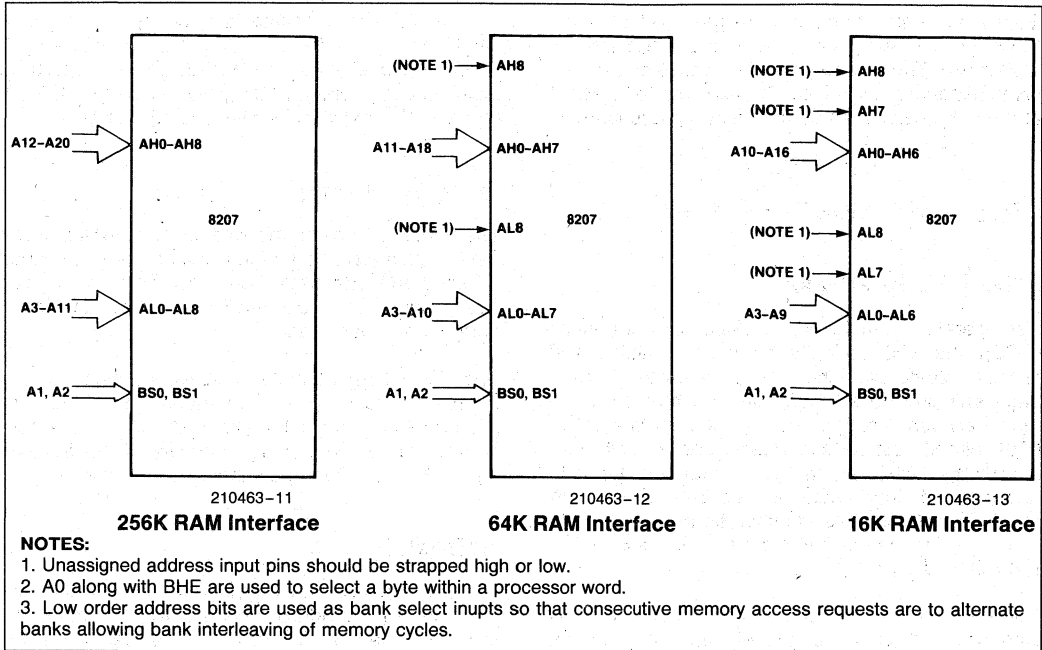 A12–A20
AH0–AH8
8207
A3–A11
AL0–AL8
A1, A2
BS0, BS1
210463–11
256K RAM Interface
(NOTE 1)
AH8
A11–A18
AH0–AH7
(NOTE 1)
AL8
8207
A3–A10
AL0–AL7
A1, A2
BS0, BS1
210463–12
64K RAM Interface
(NOTE 1)
AH8
(NOTE 1)
AH7
A10–A16
AH0–AH6
8207
(NOTE 1)
AL8
(NOTE 1)
AL7
A3–A9
AL0–AL6
A1, A2
BS0, BS1
210463–13
16K RAM Interface
NOTES:
1. Unassigned address input pins should be strapped high or low.
2. A0 along with BHE are used to select a byte within a processor word.
3. Low order address bits are used as bank select inupts so that consecutive memory access requests are to alternate
banks allowing bank interleaving of memory cycles.